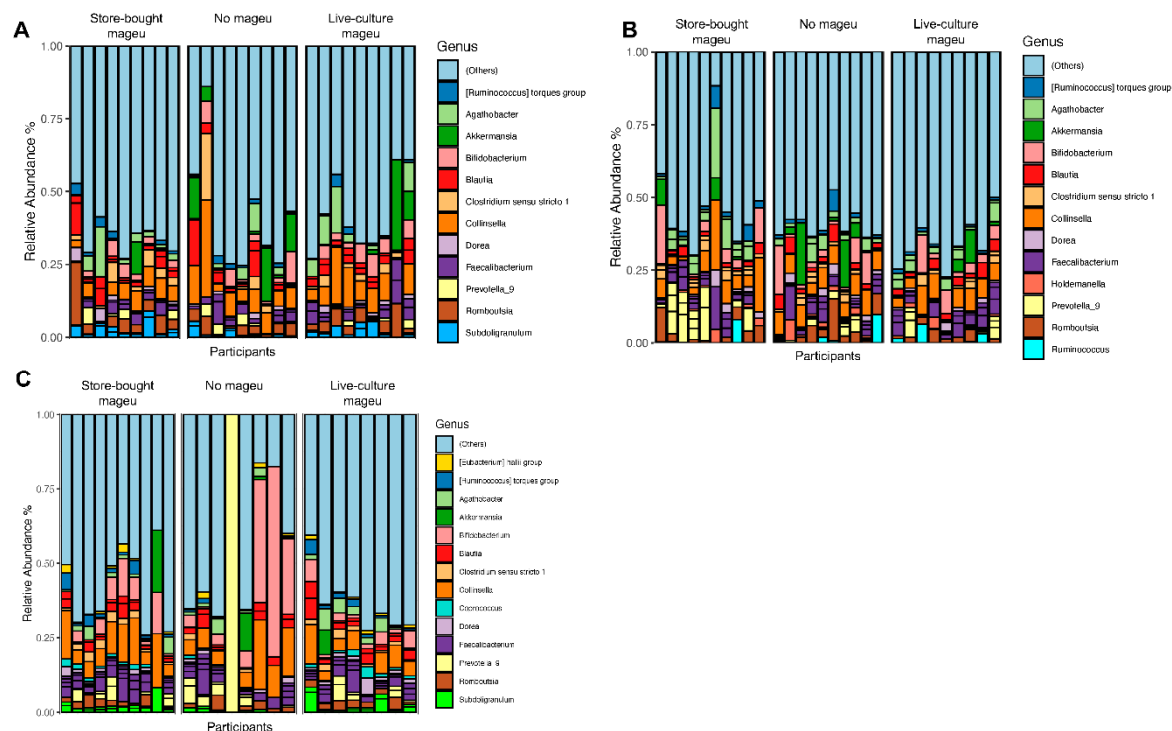 A
Store-bought
mageu
No mageu
Live-culture
mageu
Relative Abundance %
1.00
0.75
0.50
0.25
0.00
Participants
Genus
(Others)
[Ruminococcus] torques group
Agathobacter
Akkermansia
Bifidobacterium
Blautia
Clostridium sensu stricto 1
Collinsella
Dorea
Faecalibacterium
Prevotella_9
Romboutsia
Subdoligranulum
B
Store-bought
mageu
No mageu
Live-culture
mageu
Relative Abundance %
1.00
0.75
0.50
0.25
0.00
Participants
Genus
(Others)
[Ruminococcus] torques group
Agathobacter
Akkermansia
Bifidobacterium
Blautia
Clostridium sensu stricto 1
Collinsella
Dorea
Faecalibacterium
Holdemanella
Prevotella_9
Romboutsia
Ruminococcus
C
Store-bought
mageu
No mageu
Live-culture
mageu
Relative Abundance %
1.00
0.75
0.50
0.25
0.00
Participants
Genus
(Others)
[Eubacterium] hallii group
[Ruminococcus] torques group
Agathobacter
Akkermansia
Bifidobacterium
Blautia
Clostridium sensu stricto 1
Collinsella
Coprococcus
Dorea
Faecalibacterium
Prevotella_9
Romboutsia
Subdoligranulum